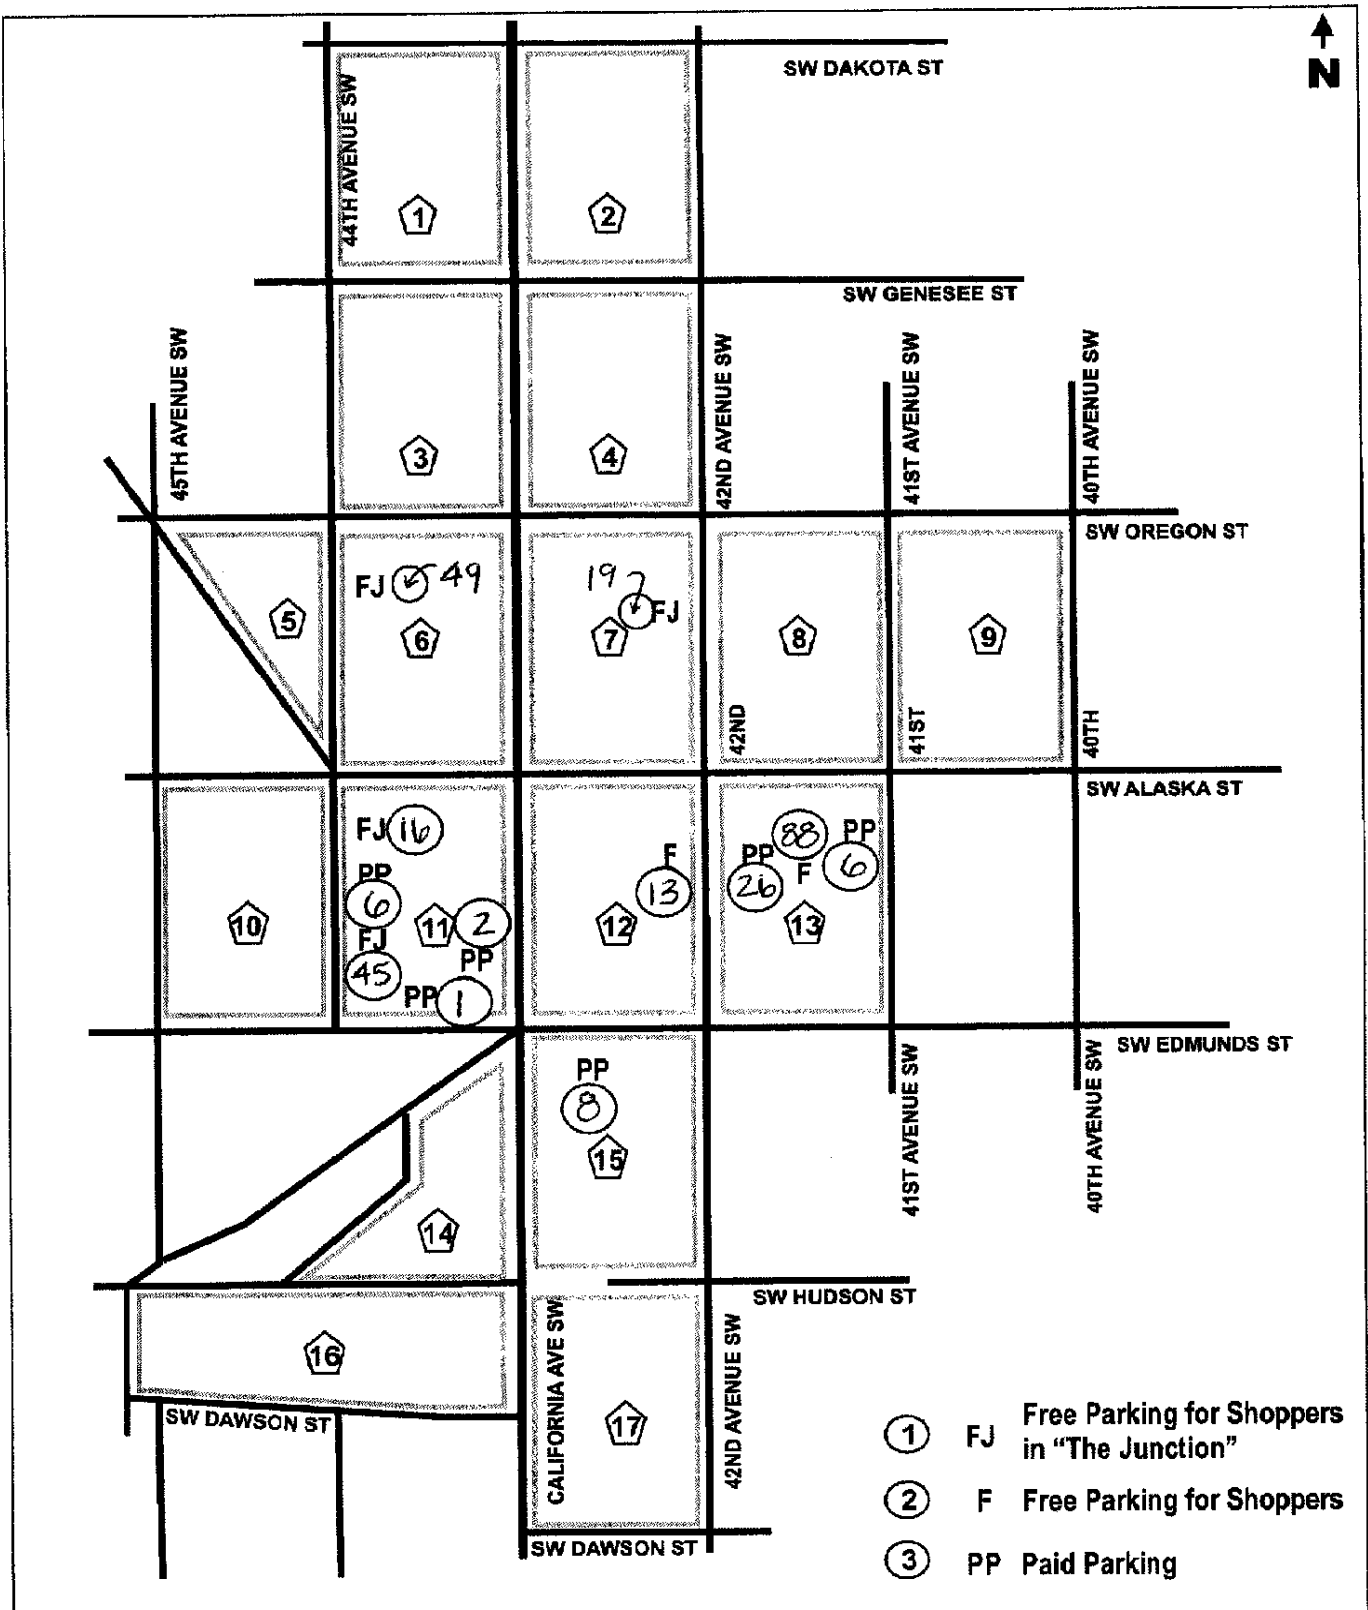 N
SW DAKOTA ST
44TH AVENUE SW
1
2
SW GENESEE ST
45TH AVENUE SW
42ND AVENUE SW
41ST AVENUE SW
40TH AVENUE SW
3
4
SW OREGON ST
FJ 49
19
FJ
5
6
7
8
9
42ND
41ST
40TH
SW ALASKA ST
FJ 16
PP
6
FJ
45
11
2
PP
PP 1
10
F
13
12
88
F
PP
26
PP
6
13
SW EDMUNDS ST
41ST AVENUE SW
40TH AVENUE SW
PP
8
15
14
SW HUDSON ST
16
SW DAWSON ST
CALIFORNIA AVE SW
17
42ND AVENUE SW
SW DAWSON ST
1 FJ Free Parking for Shoppers
in "The Junction"
2 F Free Parking for Shoppers
3 PP Paid Parking